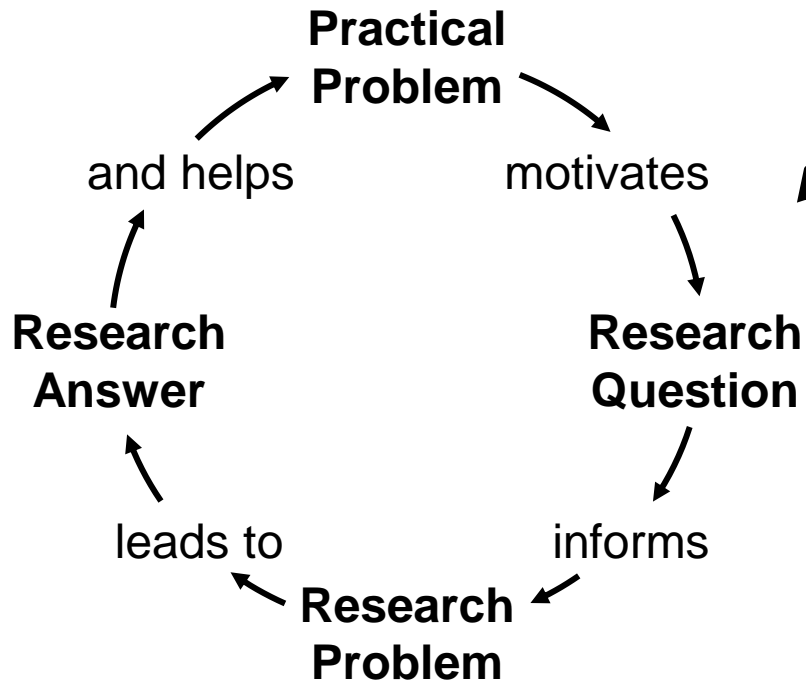 Practical
Problem
motivates
Research
Question
informs
Research
Problem
leads to
Research
Answer
and helps